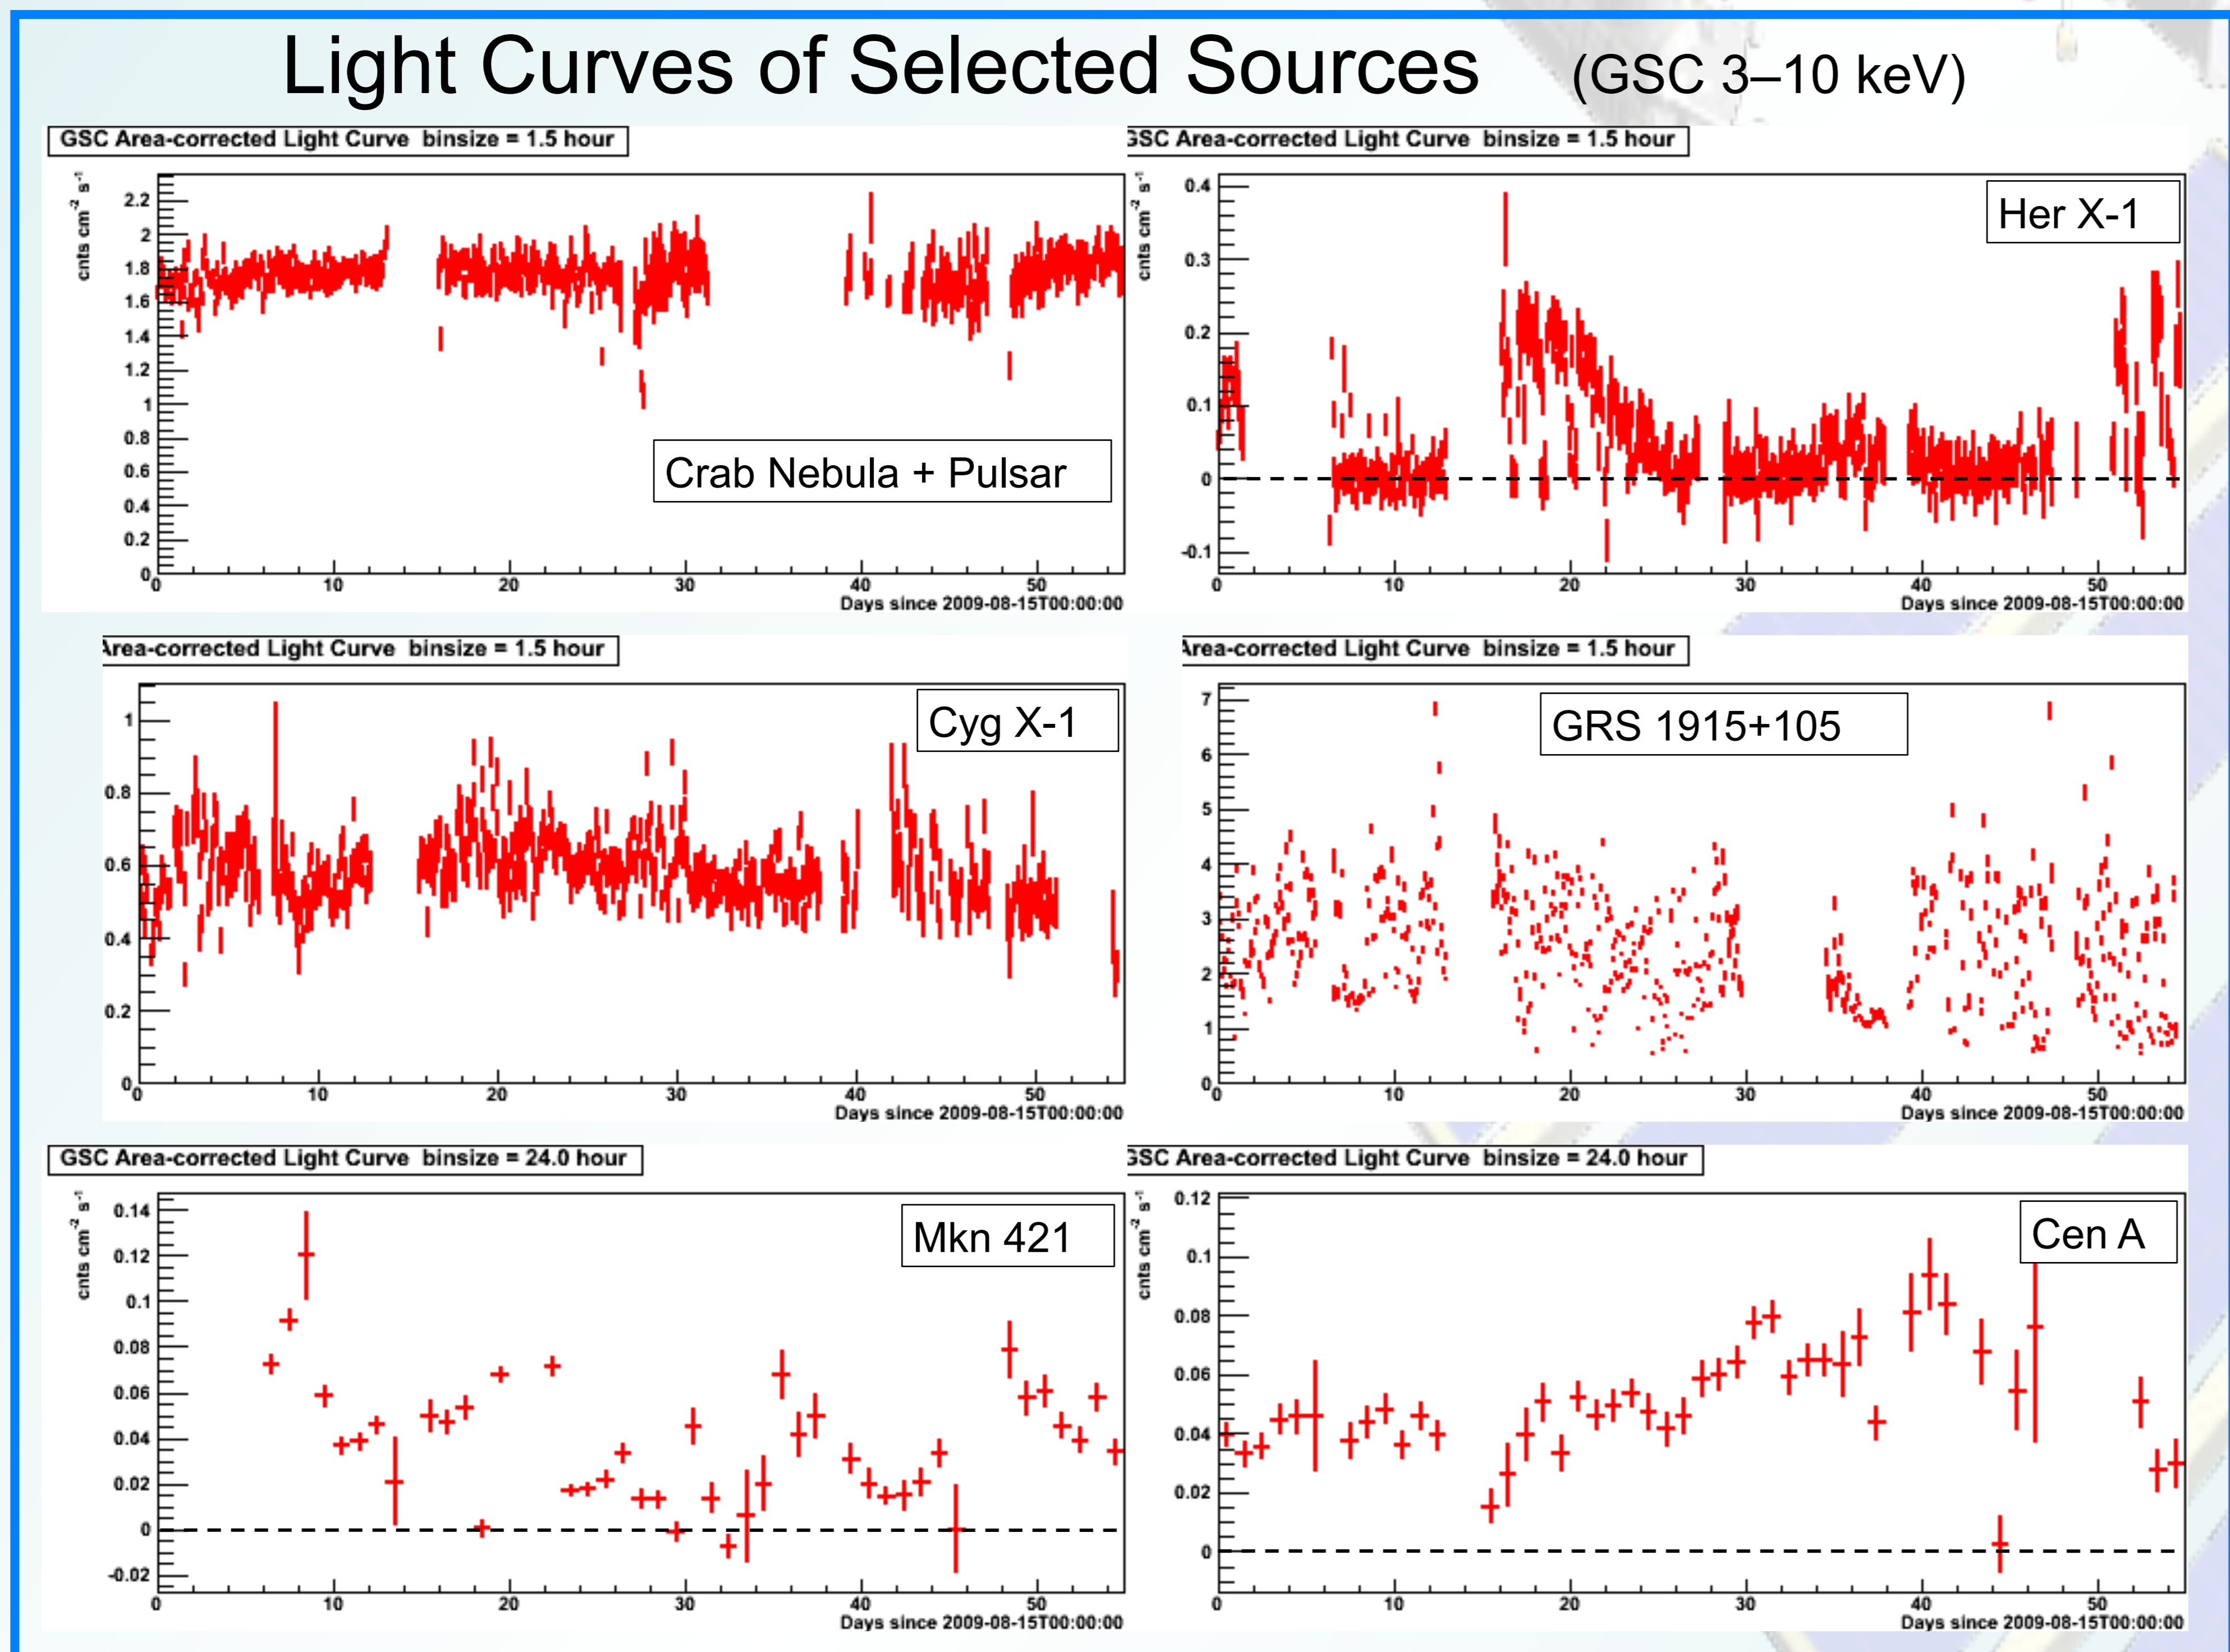 Light Curves of Selected Sources (GSC 3–10 keV)
GSC Area-corrected Light Curve binsize = 1.5 hour
cnts cm⁻² s⁻¹
2.2
2
1.8
1.6
1.4
1.2
1
0.8
0.6
0.4
0.2
0
Crab Nebula + Pulsar
0 10 20 30 40 50
Days since 2009-08-15T00:00:00
GSC Area-corrected Light Curve binsize = 1.5 hour
cnts cm⁻² s⁻¹
0.4
0.3
0.2
0.1
0
-0.1
Her X-1
0 10 20 30 40 50
Days since 2009-08-15T00:00:00
Area-corrected Light Curve binsize = 1.5 hour
1
0.8
0.6
0.4
0.2
0
Cyg X-1
0 10 20 30 40 50
Days since 2009-08-15T00:00:00
Area-corrected Light Curve binsize = 1.5 hour
7
6
5
4
3
2
1
0
GRS 1915+105
0 10 20 30 40 50
Days since 2009-08-15T00:00:00
GSC Area-corrected Light Curve binsize = 24.0 hour
cnts cm⁻² s⁻¹
0.14
0.12
0.1
0.08
0.06
0.04
0.02
0
-0.02
Mkn 421
0 10 20 30 40 50
Days since 2009-08-15T00:00:00
GSC Area-corrected Light Curve binsize = 24.0 hour
cnts cm⁻² s⁻¹
0.12
0.1
0.08
0.06
0.04
0.02
0
Cen A
0 10 20 30 40 50
Days since 2009-08-15T00:00:00